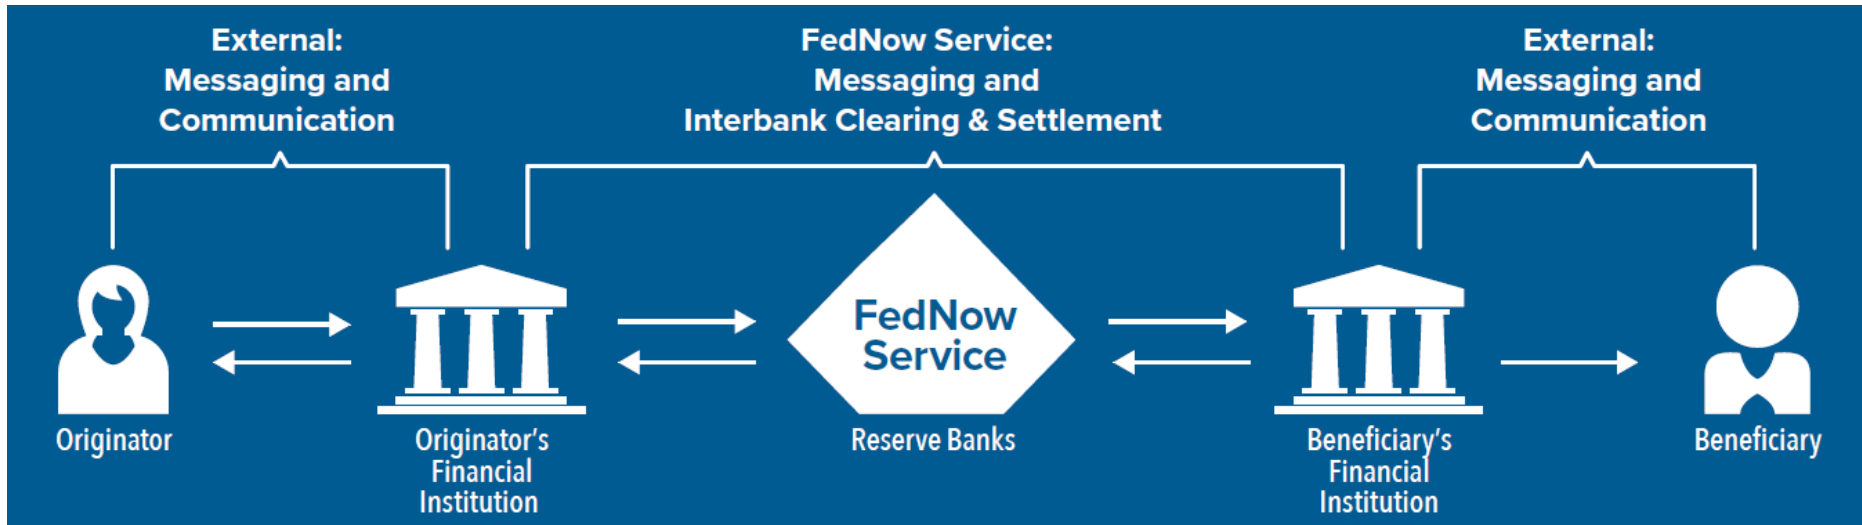 External:
Messaging and
Communication
FedNow Service:
Messaging and
Interbank Clearing & Settlement
External:
Messaging and
Communication
FedNow
Service
Originator
Originator's
Financial
Institution
Reserve Banks
Beneficiary's
Financial
Institution
Beneficiary